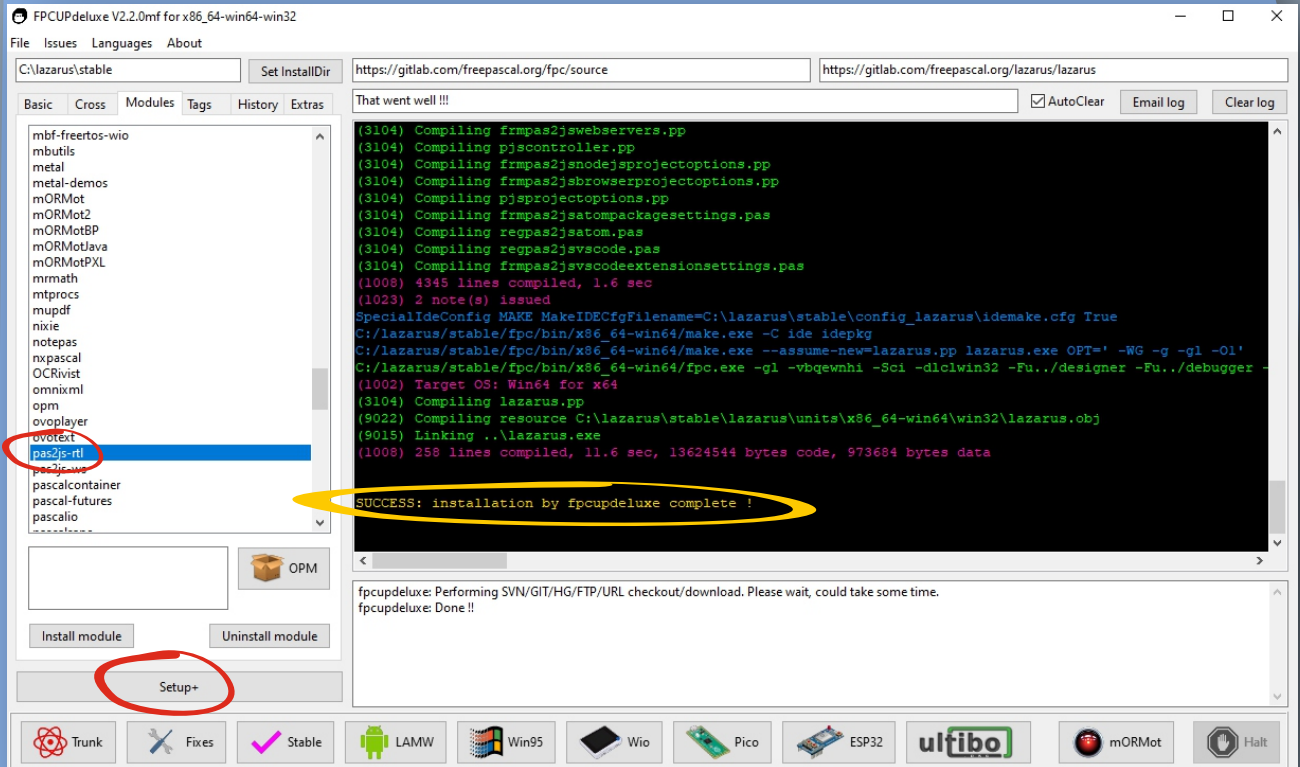 FPCUPdeluxe V2.2.0mf for x86_64-win64-win32
File Issues Languages About
C:\lazarus\stable
Set InstallDir
https://gitlab.com/freepascal.org/fpc/source
https://gitlab.com/freepascal.org/lazarus/lazarus
Basic Cross Modules Tags History Extras
That went well !!!
AutoClear
Email log
Clear log
mbf-freertos-wio
mbutils
metal
metal-demos
mORMot
mORMot2
mORMotBP
mORMotJava
mORMotPXL
mrmath
mtprocs
mupdf
nixie
notepas
nxpascal
OCRivist
omnixml
opm
ovoplayer
ovotext
pas2js-rtl
pas2js-ws
pascalcontainer
pascal-futures
pascalio
OPM
Install module
Uninstall module
Setup+
(3104) Compiling frmpas2jswebservers.pp
(3104) Compiling pjscontroller.pp
(3104) Compiling frmpas2jsnodejsprojectoptions.pp
(3104) Compiling frmpas2jsbrowserprojectoptions.pp
(3104) Compiling pjsprojectoptions.pp
(3104) Compiling frmpas2jsatompackagesettings.pas
(3104) Compiling regpas2jsatom.pas
(3104) Compiling regpas2jsvscode.pas
(3104) Compiling frmpas2jsvscodeextensionsettings.pas
(1008) 4345 lines compiled, 1.6 sec
(1023) 2 note(s) issued
SpecialIdeConfig MAKE MakeIDECfgFilename=C:\lazarus\stable\config_lazarus\idemake.cfg True
C:/lazarus/stable/fpc/bin/x86_64-win64/make.exe -C ide idepkg
C:/lazarus/stable/fpc/bin/x86_64-win64/make.exe --assume-new=lazarus.pp lazarus.exe OPT=' -WG -g -gl -O1'
C:/lazarus/stable/fpc/bin/x86_64-win64/fpc.exe -gl -vbqewnhi -Sci -dlclwin32 -Fu../designer -Fu../debugger -
(1002) Target OS: Win64 for x64
(3104) Compiling lazarus.pp
(9022) Compiling resource C:\lazarus\stable\lazarus\units\x86_64-win64\win32\lazarus.obj
(9015) Linking ..\lazarus.exe
(1008) 258 lines compiled, 11.6 sec, 13624544 bytes code, 973684 bytes data
SUCCESS: installation by fpcupdeluxe complete !
fpcupdeluxe: Performing SVN/GIT/HG/FTP/URL checkout/download. Please wait, could take some time.
fpcupdeluxe: Done !!
Trunk
Fixes
Stable
LAMW
Win95
Wio
Pico
ESP32
ultibo
mORMot
Halt